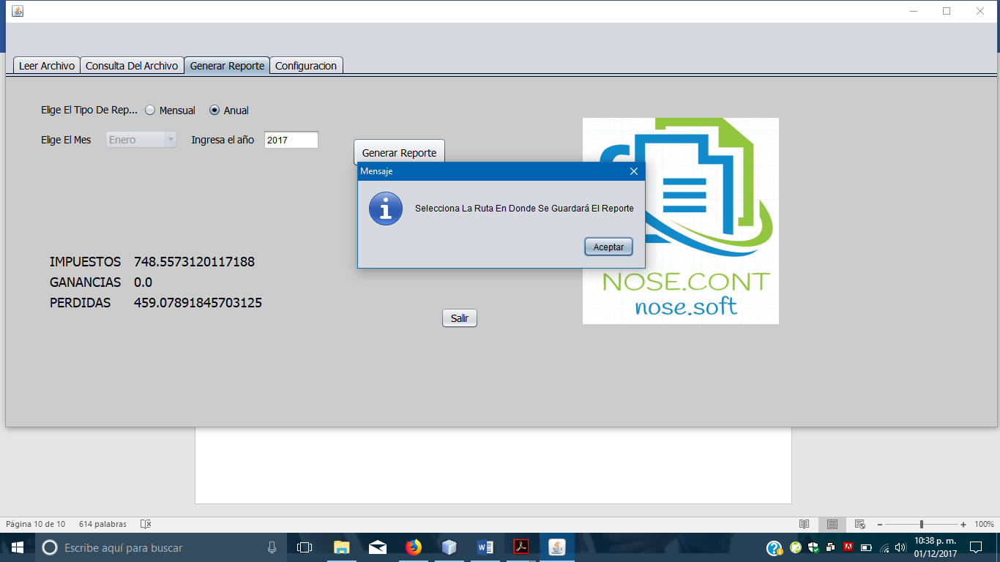 Leer Archivo Consulta Del Archivo Generar Reporte Configuracion
Elige El Tipo De Rep... Mensual Anual
Elige El Mes Enero Ingresa el año 2017
Generar Reporte
Mensaje
Selecciona La Ruta En Donde Se Guardará El Reporte
Aceptar
IMPUESTOS 748.5573120117188
GANANCIAS 0.0
PERDIDAS 459.07891845703125
Salir
NOSE.CONT
nose.soft
Página 10 de 10 614 palabras 100%
Escribe aquí para buscar
10:38 p. m.
01/12/2017